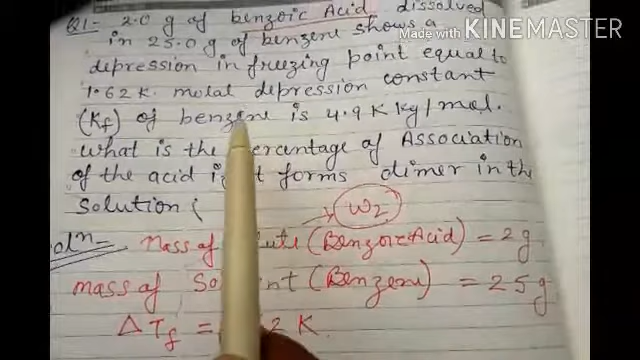 Q1- 2.0 g of benzoic Acid dissolved
Made with KINEMASTER
in 25.0 g of benzene shows a
depression in freezing point equal to
1.62 K. molal depression constant
(Kf) of benzene is 4.9 K Kg/mol.
What is the percentage of Association
of the acid if it forms dimer in the
Solution (
W2
Soln= Mass of Solute (Benzoic Acid) = 2 g
Mass of Solvent (Benzene) = 25 g
ΔTf = 2 K